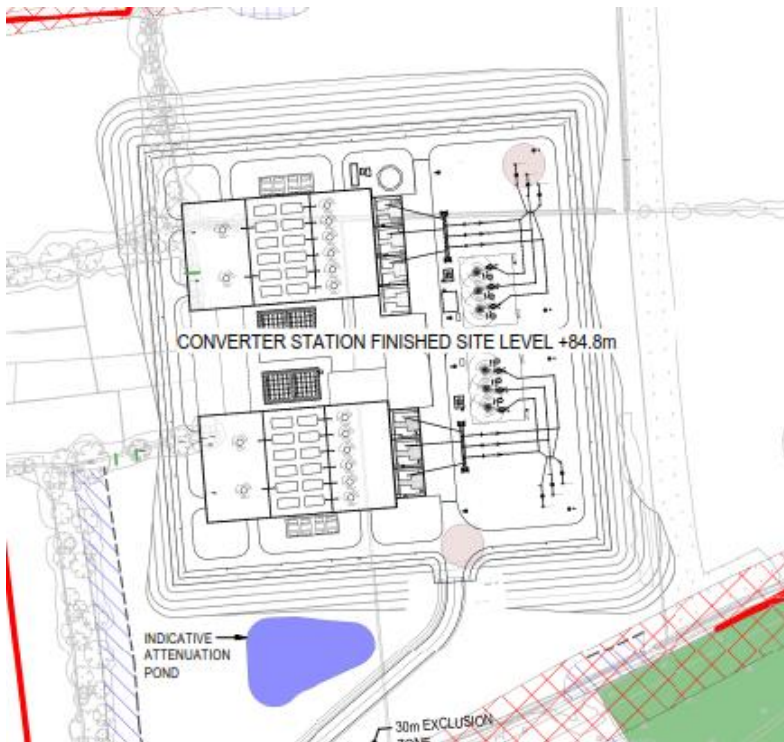 CONVERTER STATION FINISHED SITE LEVEL +84.8m
INDICATIVE
ATTENUATION
POND
30m EXCLUSION
ZONE